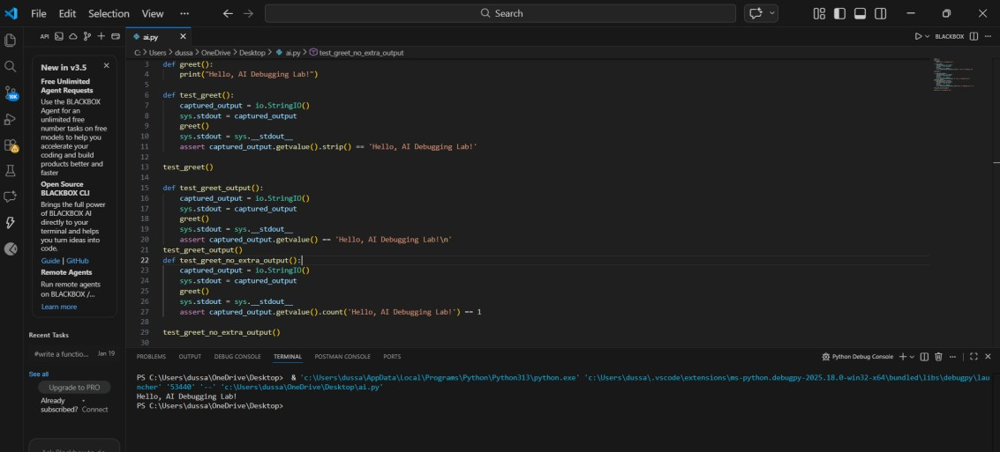 File Edit Selection View ··· Search
API
ai.py
BLACKBOX
C: > Users > dussa > OneDrive > Desktop > ai.py > test_greet_no_extra_output
New in v3.5
Free Unlimited
Agent Requests
Use the BLACKBOX
Agent for an
unlimited free
number tasks on free
models to help you
accelerate your
coding and build
products better and
faster
Open Source
BLACKBOX CLI
Brings the full power
of BLACKBOX AI
directly to your
terminal and helps
you turn ideas into
code.
Guide | GitHub
Remote Agents
Run remote agents
on BLACKBOX /...
Learn more
Recent Tasks
#write a functio... Jan 19
See all
Upgrade to PRO
Already
subscribed? Connect
3 def greet():
4     print("Hello, AI Debugging Lab!")
5
6 def test_greet():
7     captured_output = io.StringIO()
8     sys.stdout = captured_output
9     greet()
10     sys.stdout = sys.__stdout__
11     assert captured_output.getvalue().strip() == 'Hello, AI Debugging Lab!'
12
13 test_greet()
14
15 def test_greet_output():
16     captured_output = io.StringIO()
17     sys.stdout = captured_output
18     greet()
19     sys.stdout = sys.__stdout__
20     assert captured_output.getvalue() == 'Hello, AI Debugging Lab!\n'
21 test_greet_output()
22 def test_greet_no_extra_output():
23     captured_output = io.StringIO()
24     sys.stdout = captured_output
25     greet()
26     sys.stdout = sys.__stdout__
27     assert captured_output.getvalue().count('Hello, AI Debugging Lab!') == 1
28
29 test_greet_no_extra_output()
30
PROBLEMS OUTPUT DEBUG CONSOLE TERMINAL POSTMAN CONSOLE PORTS
Python Debug Console
PS C:\Users\dussa\OneDrive\Desktop>  & 'c:\Users\dussa\AppData\Local\Programs\Python\Python313\python.exe' 'c:\Users\dussa\.vscode\extensions\ms-python.debugpy-2025.18.0-win32-x64\bundled\libs\debugpy\lau
ncher' '53440' '--' 'c:\Users\dussa\OneDrive\Desktop\ai.py'
Hello, AI Debugging Lab!
PS C:\Users\dussa\OneDrive\Desktop>